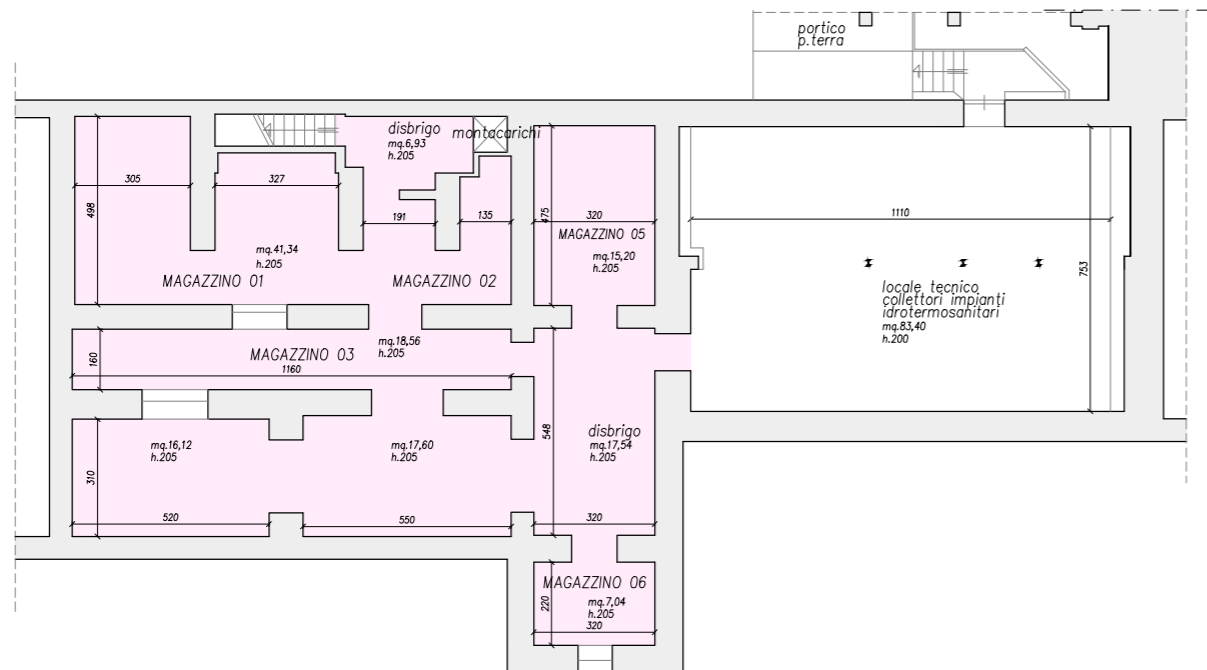 portico
p.terra
disbrigo
mq.6,93
h.205
montacarichi
305
327
498
191
135
475
320
1110
753
MAGAZZINO 05
mq.15,20
h.205
mq.41,34
h.205
MAGAZZINO 01
MAGAZZINO 02
locale tecnico
collettori impianti
idrotermosanitari
mq.83,40
h.200
mq.18,56
h.205
MAGAZZINO 03
160
1160
disbrigo
mq.17,54
h.205
548
mq.16,12
h.205
mq.17,60
h.205
310
520
550
320
MAGAZZINO 06
mq.7,04
h.205
220
320